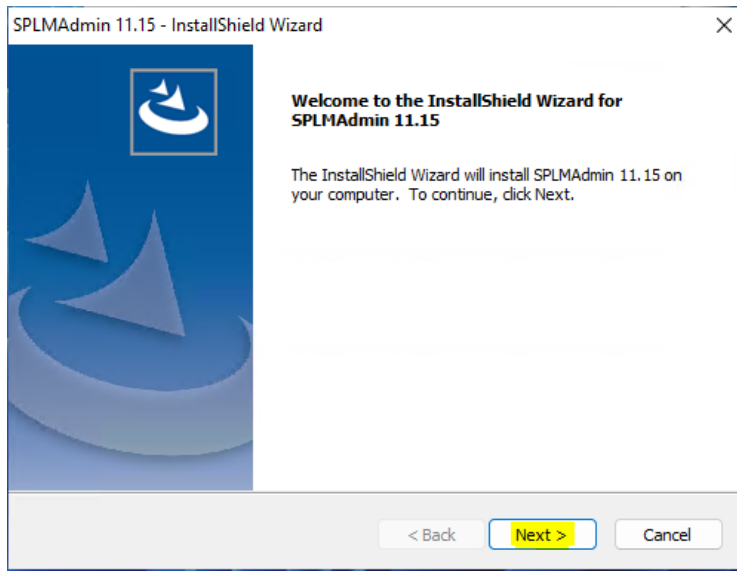 SPLMAdmin 11.15 - InstallShield Wizard
Welcome to the InstallShield Wizard for
SPLMAdmin 11.15
The InstallShield Wizard will install SPLMAdmin 11.15 on
your computer. To continue, click Next.
< Back Next > Cancel